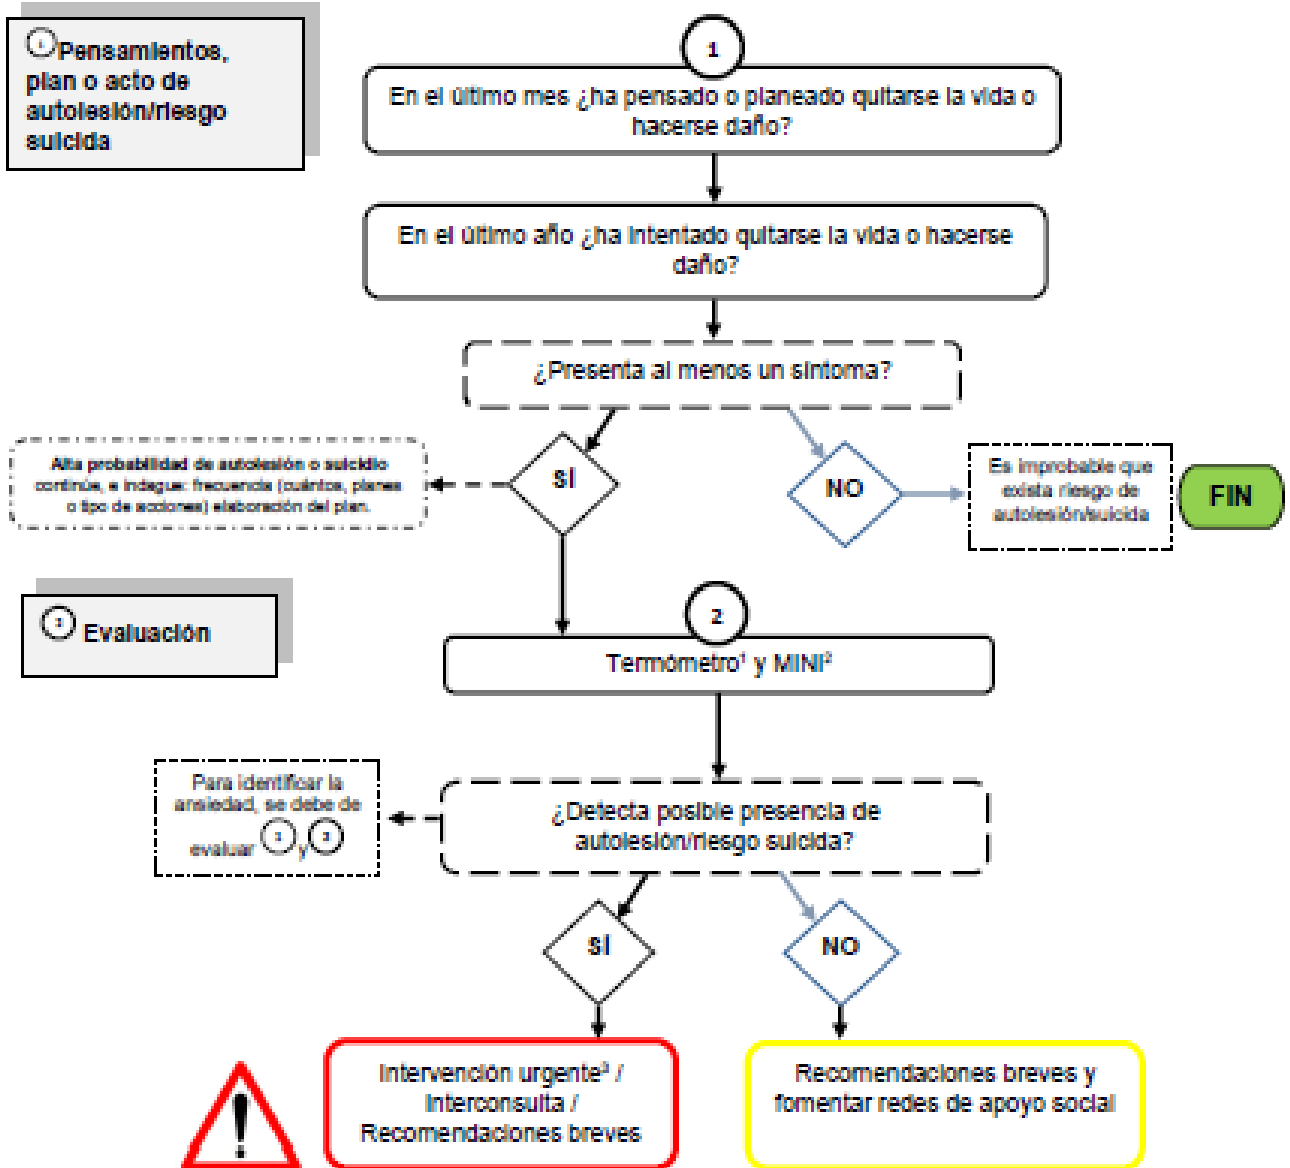 ① Pensamientos,
plan o acto de
autolesión/riesgo
suicida
1
En el último mes ¿ha pensado o planeado quitarse la vida o
hacerse daño?
En el último año ¿ha intentado quitarse la vida o hacerse
daño?
¿Presenta al menos un síntoma?
Alta probabilidad de autolesión o suicidio
continúe, e indague: frecuencia (cuántos, planes
o tipo de acciones) elaboración del plan.
SÍ
NO
Es improbable que
exista riesgo de
autolesión/suicida
FIN
② Evaluación
2
Termómetro¹ y MINI²
Para identificar la
ansiedad, se debe de
evaluar ① y ②
¿Detecta posible presencia de
autolesión/riesgo suicida?
SÍ
NO
Intervención urgente³ /
Interconsulta /
Recomendaciones breves
Recomendaciones breves y
fomentar redes de apoyo social
!